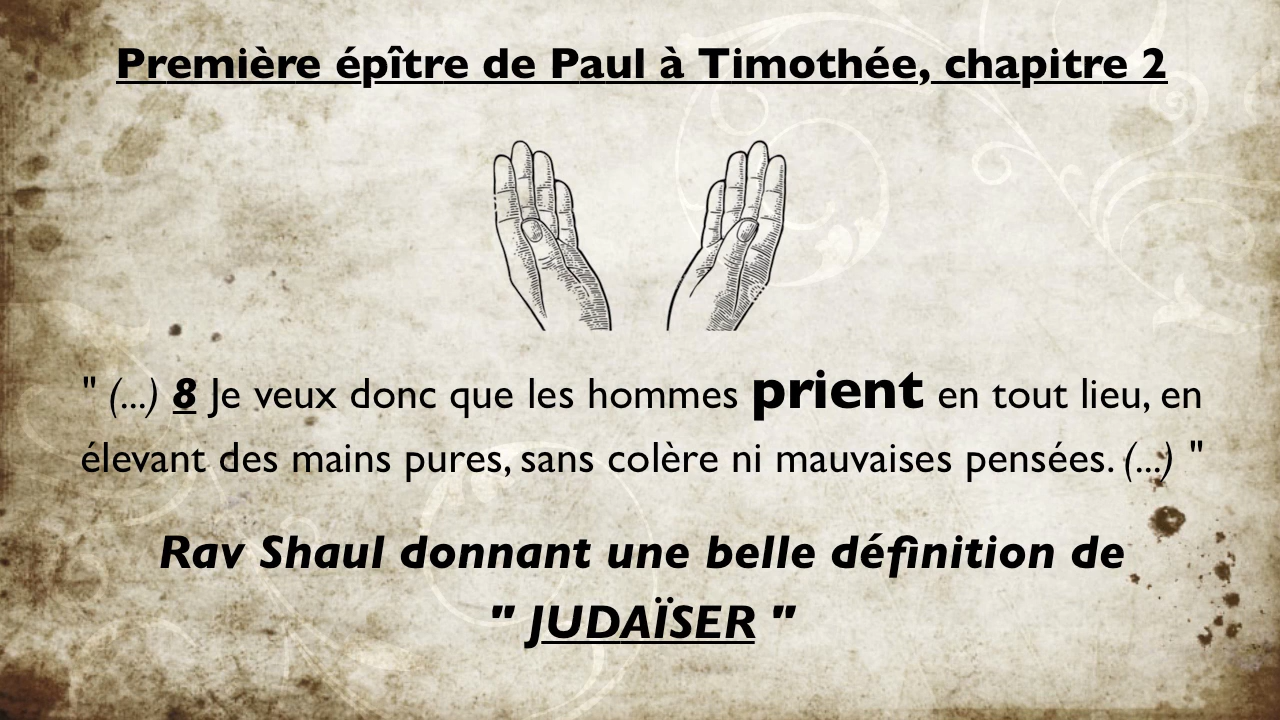 Première épître de Paul à Timothée, chapitre 2
" (...) 8 Je veux donc que les hommes prient en tout lieu, en
élevant des mains pures, sans colère ni mauvaises pensées. (...) "
Rav Shaul donnant une belle définition de
" JUDAÏSER "